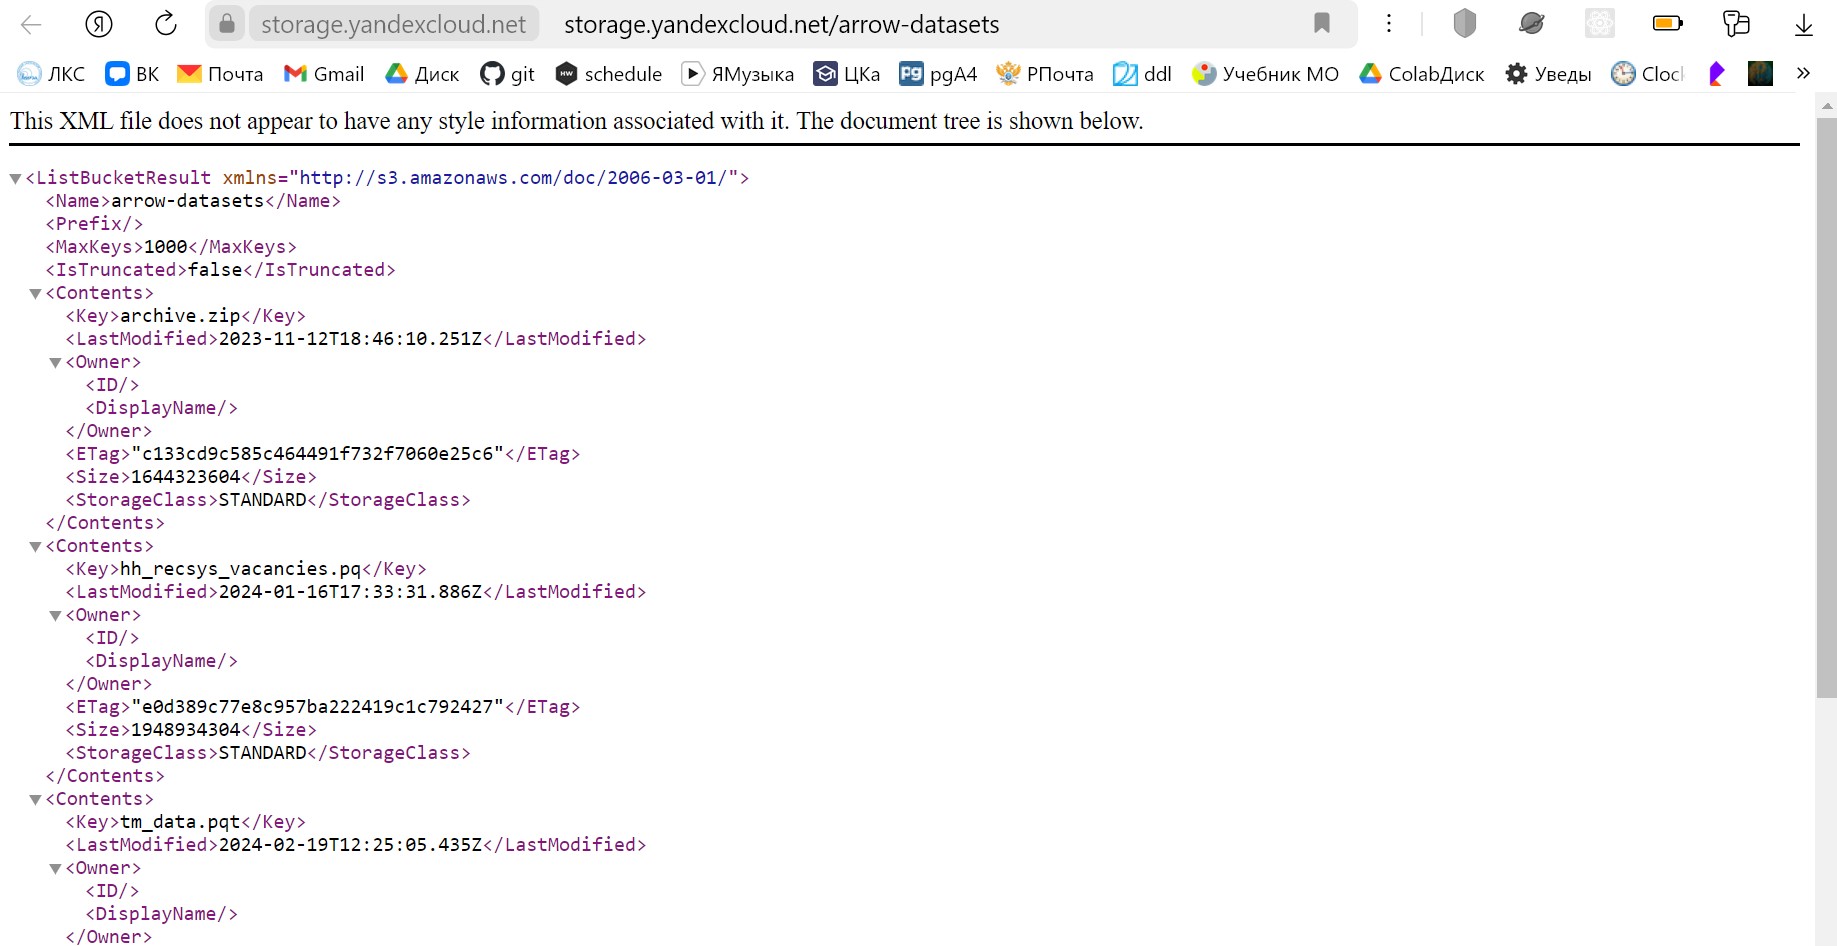 storage.yandexcloud.net storage.yandexcloud.net/arrow-datasets
ЛКС ВК Почта Gmail Диск git schedule ЯМузыка ЦКа pgA4 РПочта ddl Учебник МО ColabДиск Уведы Cloc
This XML file does not appear to have any style information associated with it. The document tree is shown below.
<ListBucketResult xmlns="http://s3.amazonaws.com/doc/2006-03-01/">
<Name>arrow-datasets</Name>
<Prefix/>
<MaxKeys>1000</MaxKeys>
<IsTruncated>false</IsTruncated>
<Contents>
<Key>archive.zip</Key>
<LastModified>2023-11-12T18:46:10.251Z</LastModified>
<Owner>
<ID/>
<DisplayName/>
</Owner>
<ETag>"c133cd9c585c464491f732f7060e25c6"</ETag>
<Size>1644323604</Size>
<StorageClass>STANDARD</StorageClass>
</Contents>
<Contents>
<Key>hh_recsys_vacancies.pq</Key>
<LastModified>2024-01-16T17:33:31.886Z</LastModified>
<Owner>
<ID/>
<DisplayName/>
</Owner>
<ETag>"e0d389c77e8c957ba222419c1c792427"</ETag>
<Size>1948934304</Size>
<StorageClass>STANDARD</StorageClass>
</Contents>
<Contents>
<Key>tm_data.pqt</Key>
<LastModified>2024-02-19T12:25:05.435Z</LastModified>
<Owner>
<ID/>
<DisplayName/>
</Owner>